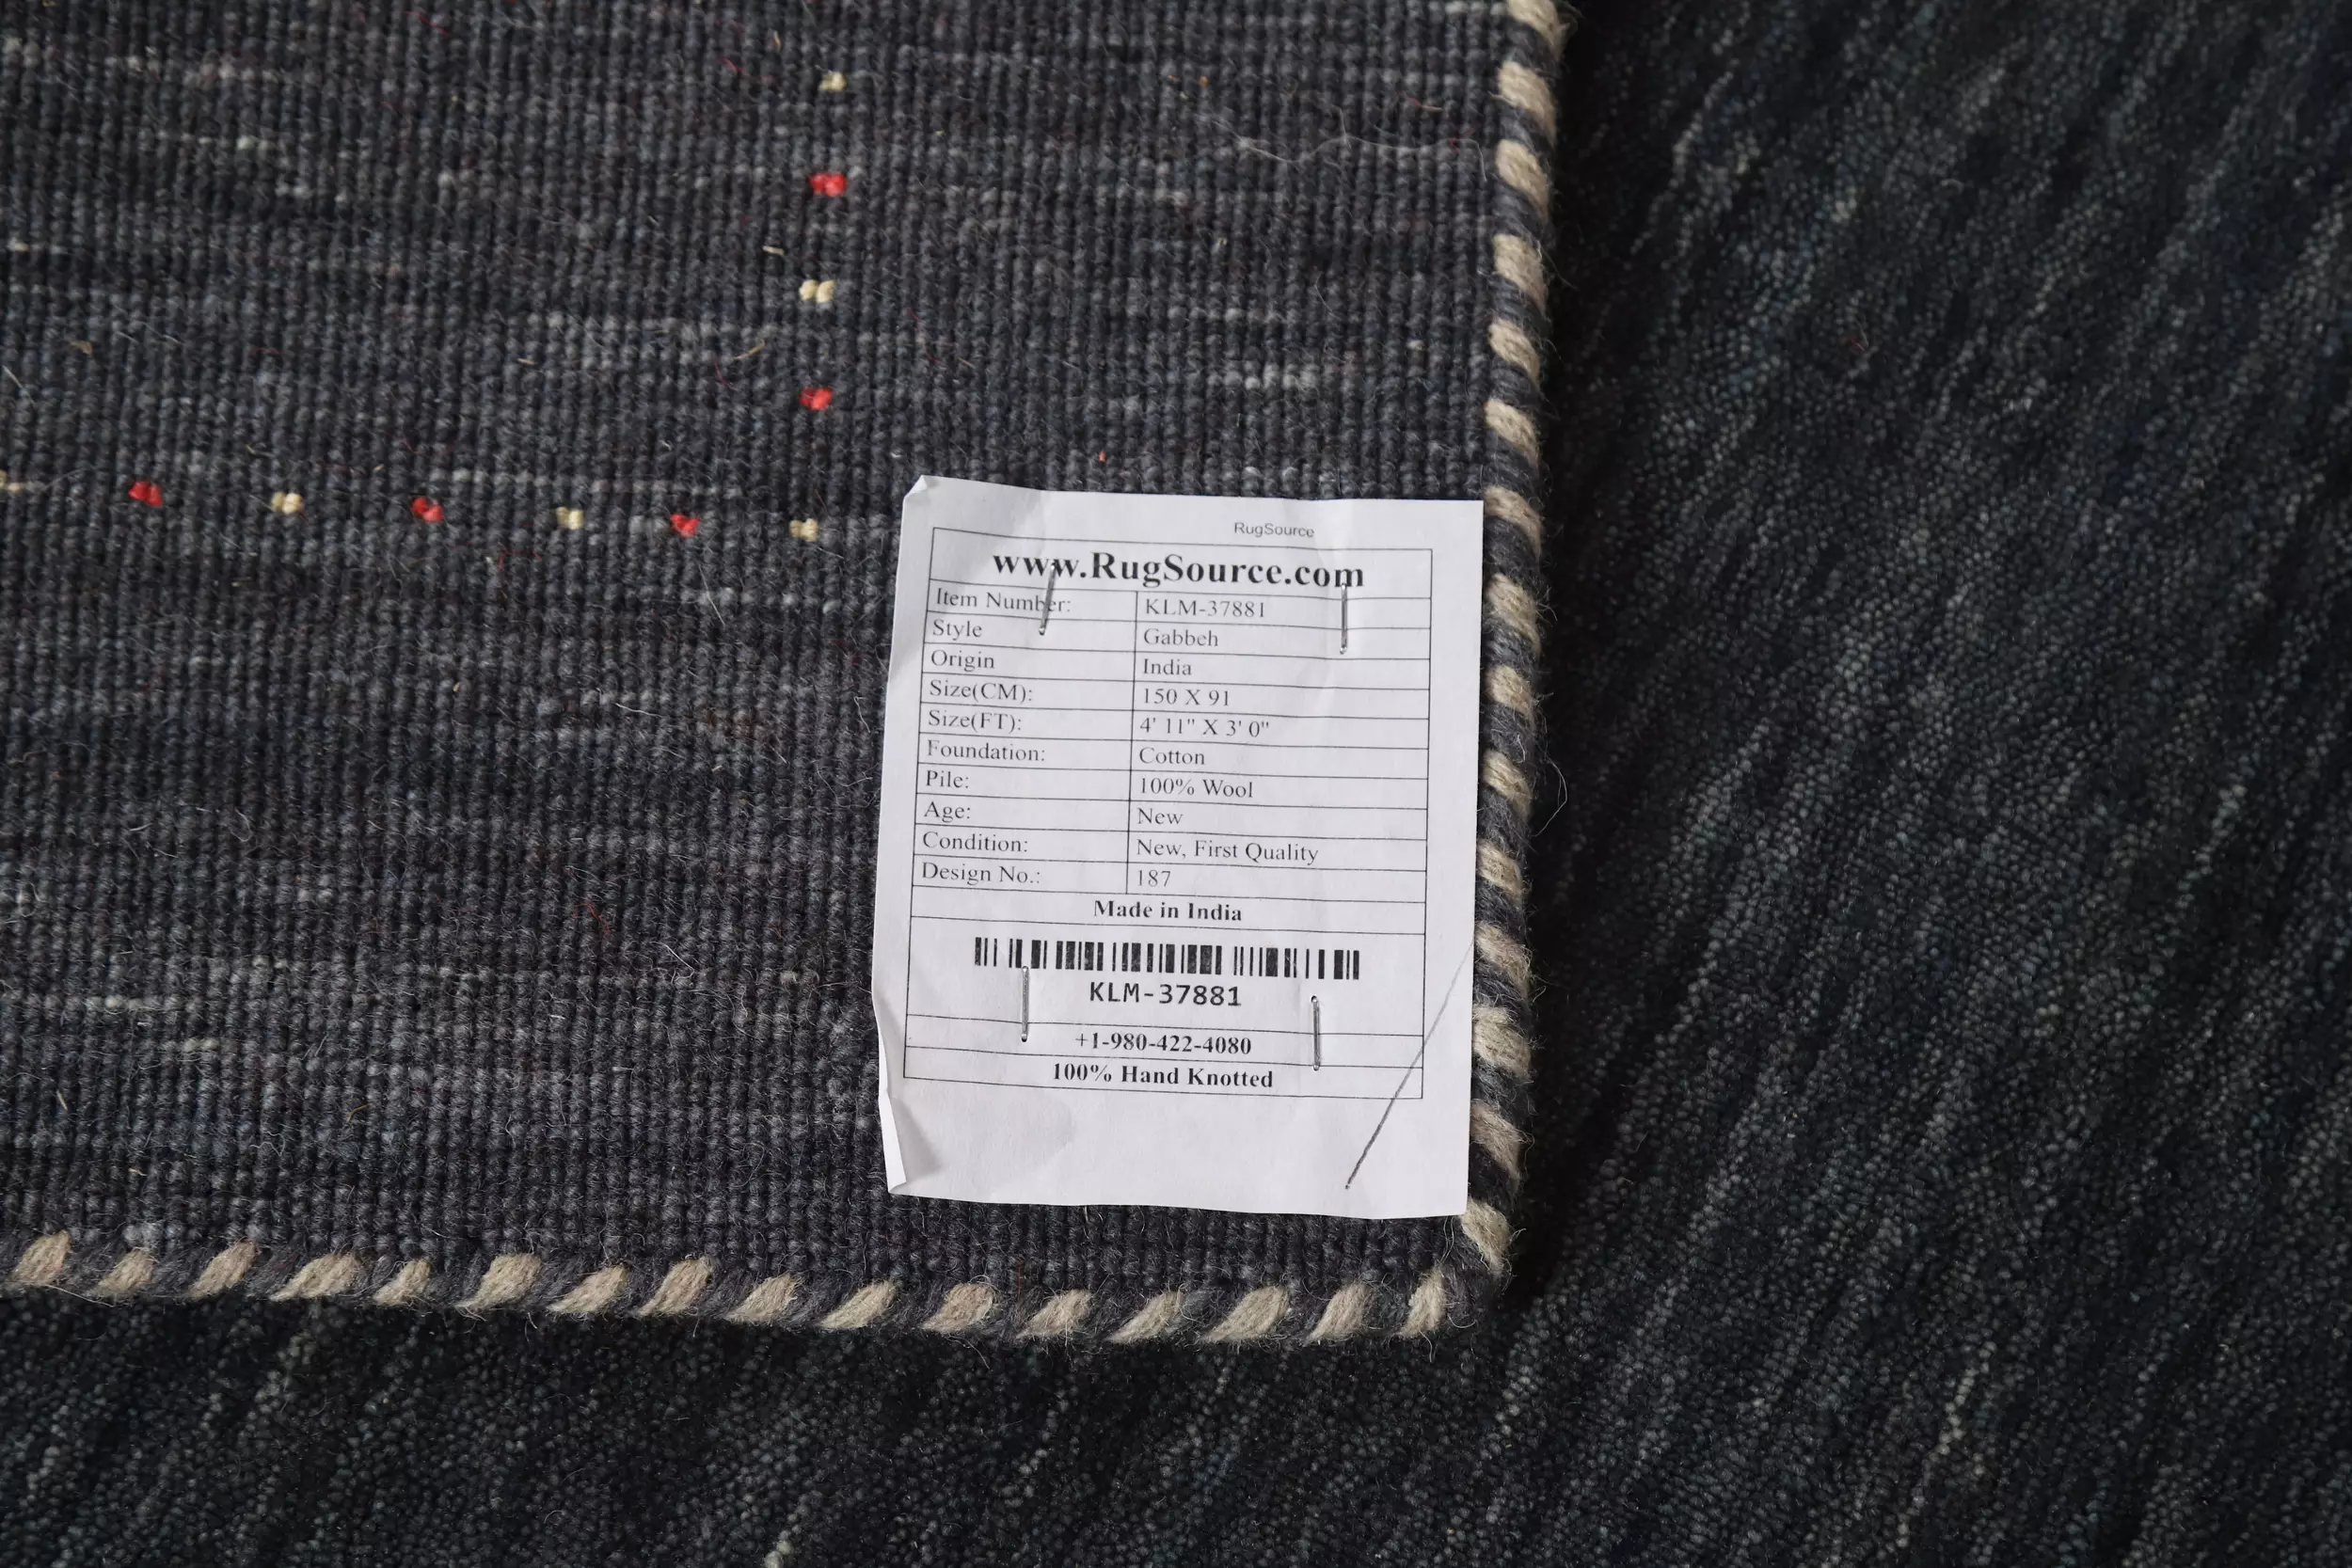 RugSource
www.RugSource.com
Item Number: KLM-37881
Style Gabbeh
Origin India
Size(CM): 150 X 91
Size(FT): 4' 11" X 3' 0"
Foundation: Cotton
Pile: 100% Wool
Age: New
Condition: New, First Quality
Design No.: 187
Made in India
KLM-37881
+1-980-422-4080
100% Hand Knotted